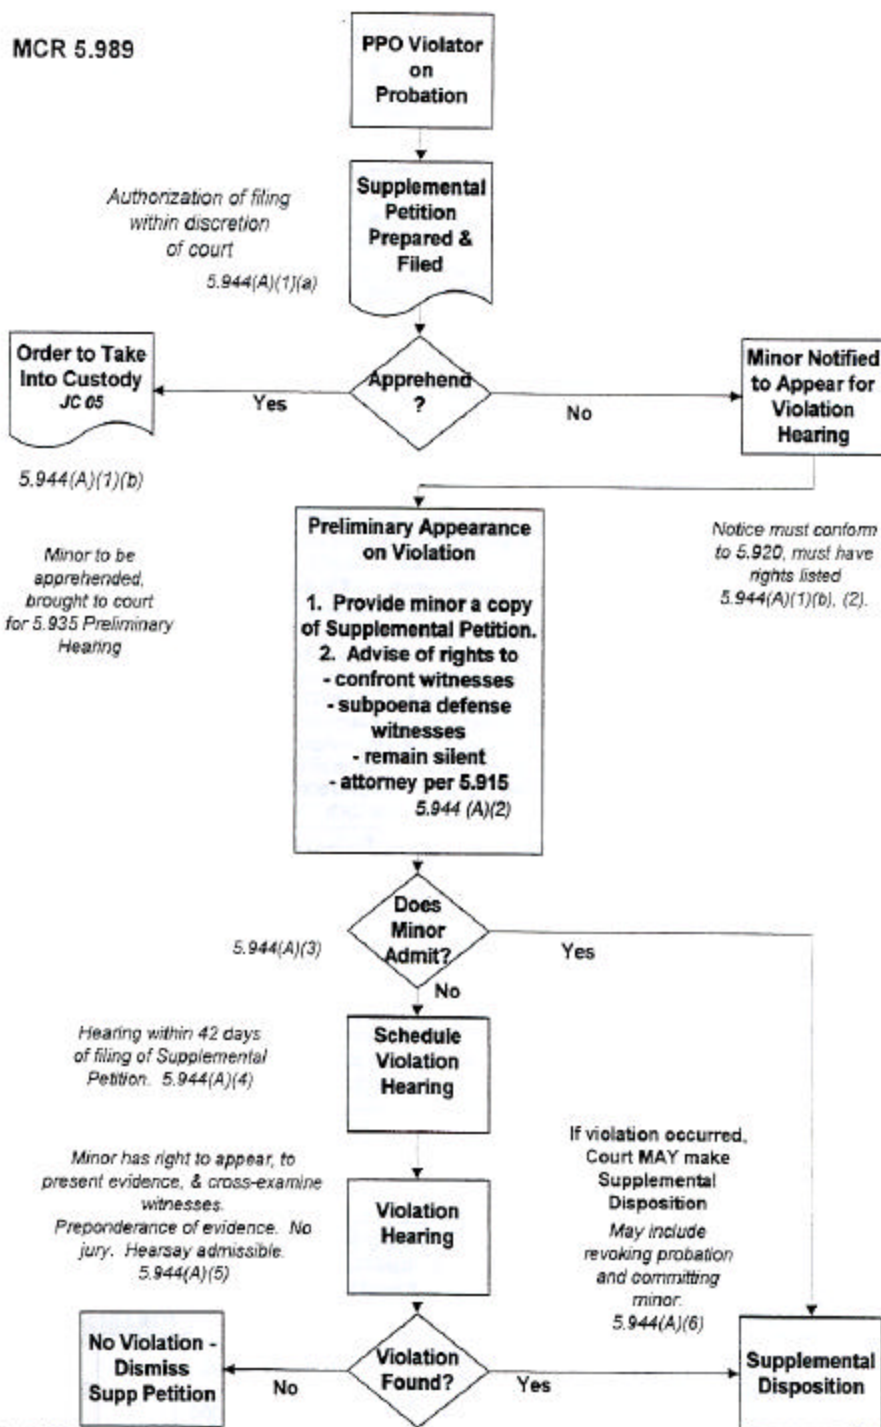 MCR 5.989
PPO Violator
on
Probation
Authorization of filing
within discretion
of court
5.944(A)(1)(a)
Supplemental
Petition
Prepared &
Filed
Order to Take
Into Custody
JC 05
Yes
Apprehend
?
No
Minor Notified
to Appear for
Violation
Hearing
5.944(A)(1)(b)
Minor to be
apprehended,
brought to court
for 5.935 Preliminary
Hearing
Preliminary Appearance
on Violation
1. Provide minor a copy
of Supplemental Petition.
2. Advise of rights to
- confront witnesses
- subpoena defense
witnesses
- remain silent
- attorney per 5.915
5.944 (A)(2)
Notice must conform
to 5.920, must have
rights listed
5.944(A)(1)(b), (2).
5.944(A)(3)
Does
Minor
Admit?
Yes
No
Hearing within 42 days
of filing of Supplemental
Petition. 5.944(A)(4)
Schedule
Violation
Hearing
Minor has right to appear, to
present evidence, & cross-examine
witnesses.
Preponderance of evidence. No
jury. Hearsay admissible.
5.944(A)(5)
Violation
Hearing
If violation occurred,
Court MAY make
Supplemental
Disposition
May include
revoking probation
and committing
minor.
5.944(A)(6)
No Violation -
Dismiss
Supp Petition
No
Violation
Found?
Yes
Supplemental
Disposition